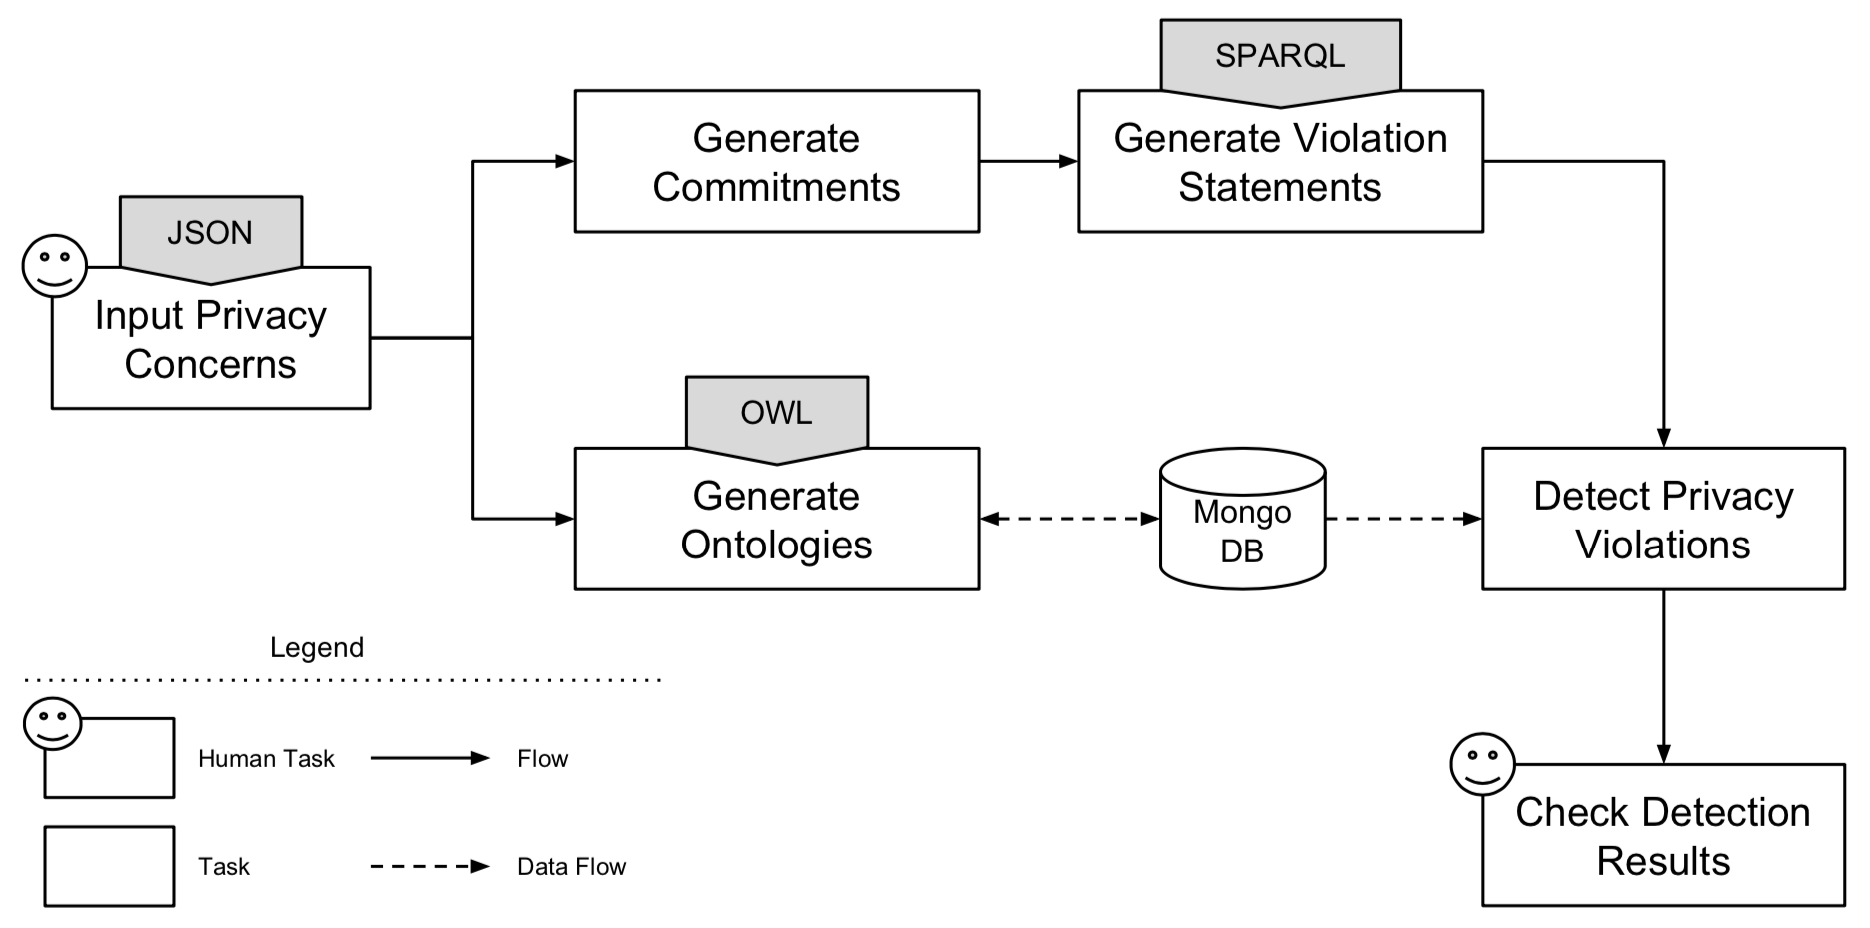 SPARQL
Generate
Commitments
Generate Violation
Statements
JSON
Input Privacy
Concerns
OWL
Generate
Ontologies
Mongo
DB
Detect Privacy
Violations
Legend
Human Task
Flow
Task
Data Flow
Check Detection
Results